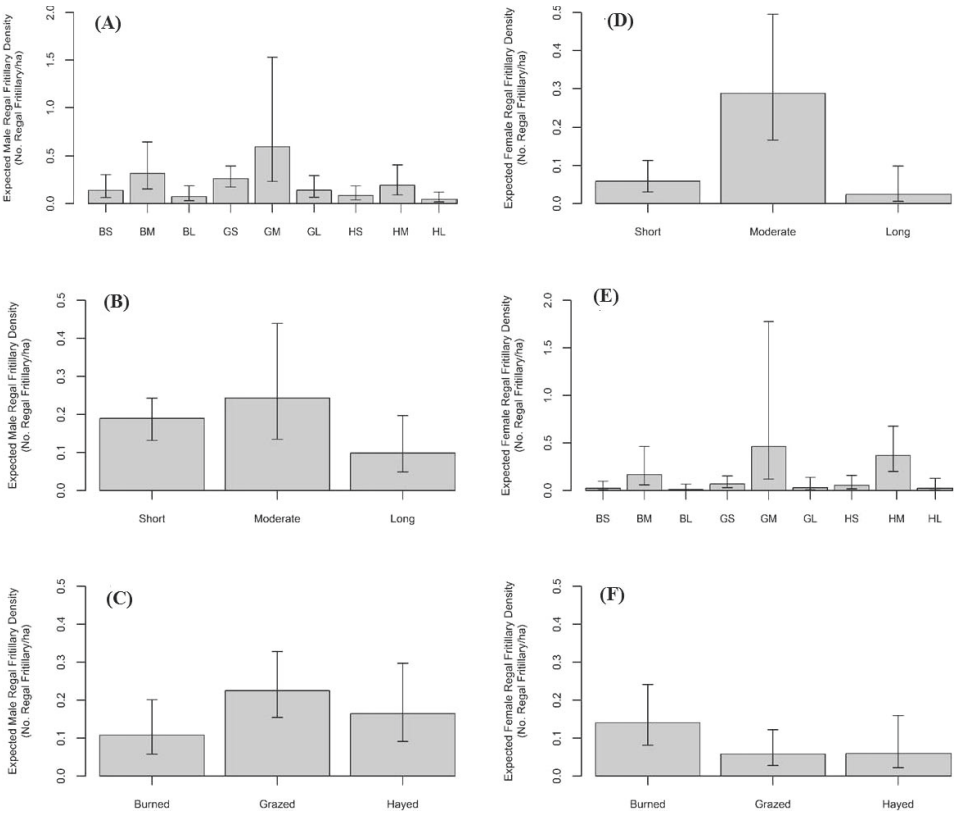 (A)
Expected Male Regal Fritillary Density
(No. Regal Fritillary/ha)
2.0
1.5
1.0
0.5
0.0
BS BM BL GS GM GL HS HM HL
(D)
Expected Female Regal Fritillary Density
(No. Regal Fritillary/ha)
0.5
0.4
0.3
0.2
0.1
0.0
Short Moderate Long
(B)
Expected Male Regal Fritillary Density
(No. Regal Fritillary/ha)
0.5
0.4
0.3
0.2
0.1
0.0
Short Moderate Long
(E)
Expected Female Regal Fritillary Density
(No. Regal Fritillary/ha)
2.0
1.5
1.0
0.5
0.0
BS BM BL GS GM GL HS HM HL
(C)
Expected Male Regal Fritillary Density
(No. Regal Fritillary/ha)
0.5
0.4
0.3
0.2
0.1
0.0
Burned Grazed Hayed
(F)
Expected Female Regal Fritillary Density
(No. Regal Fritillary/ha)
0.5
0.4
0.3
0.2
0.1
0.0
Burned Grazed Hayed